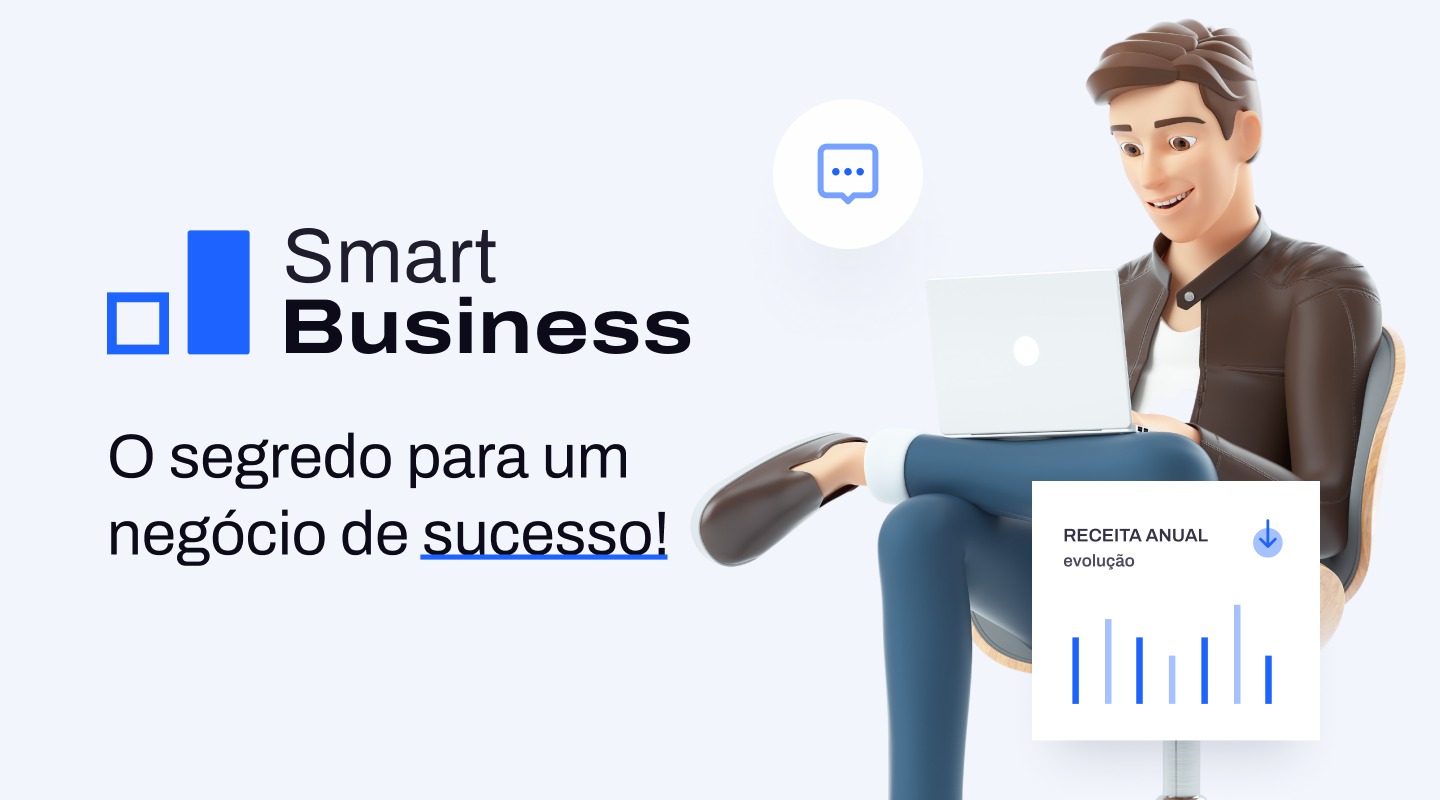 Smart
Business
O segredo para um
negócio de sucesso!
RECEITA ANUAL
evolução